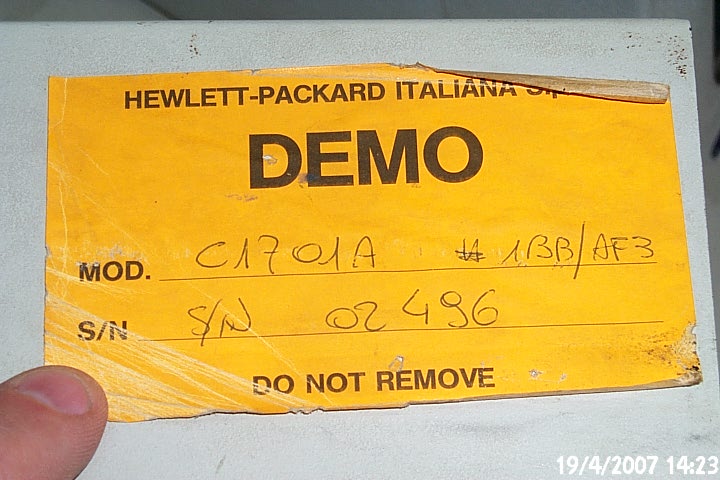 HEWLETT-PACKARD ITALIANA S.p.
DEMO
MOD. C1701A # 1BB/AF3
S/N S/N 02496
DO NOT REMOVE
19/4/2007 14:23